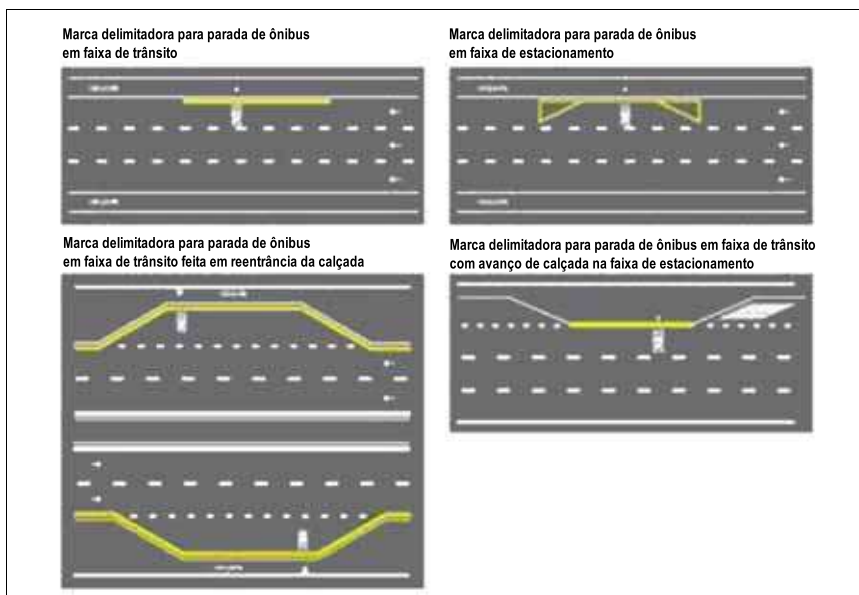 Marca delimitadora para parada de ônibus
em faixa de trânsito
Marca delimitadora para parada de ônibus
em faixa de estacionamento
Marca delimitadora para parada de ônibus
em faixa de trânsito feita em reentrância da calçada
Marca delimitadora para parada de ônibus em faixa de trânsito
com avanço de calçada na faixa de estacionamento